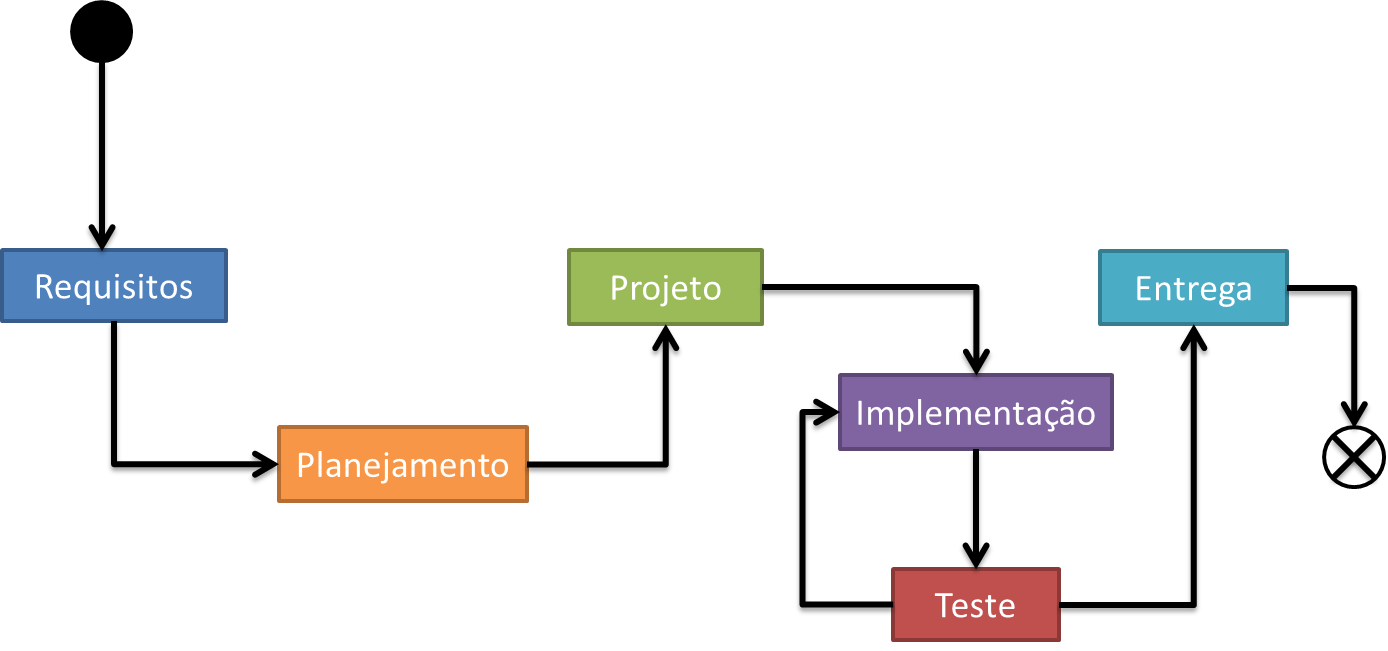 Requisitos
Planejamento
Projeto
Implementação
Teste
Entrega